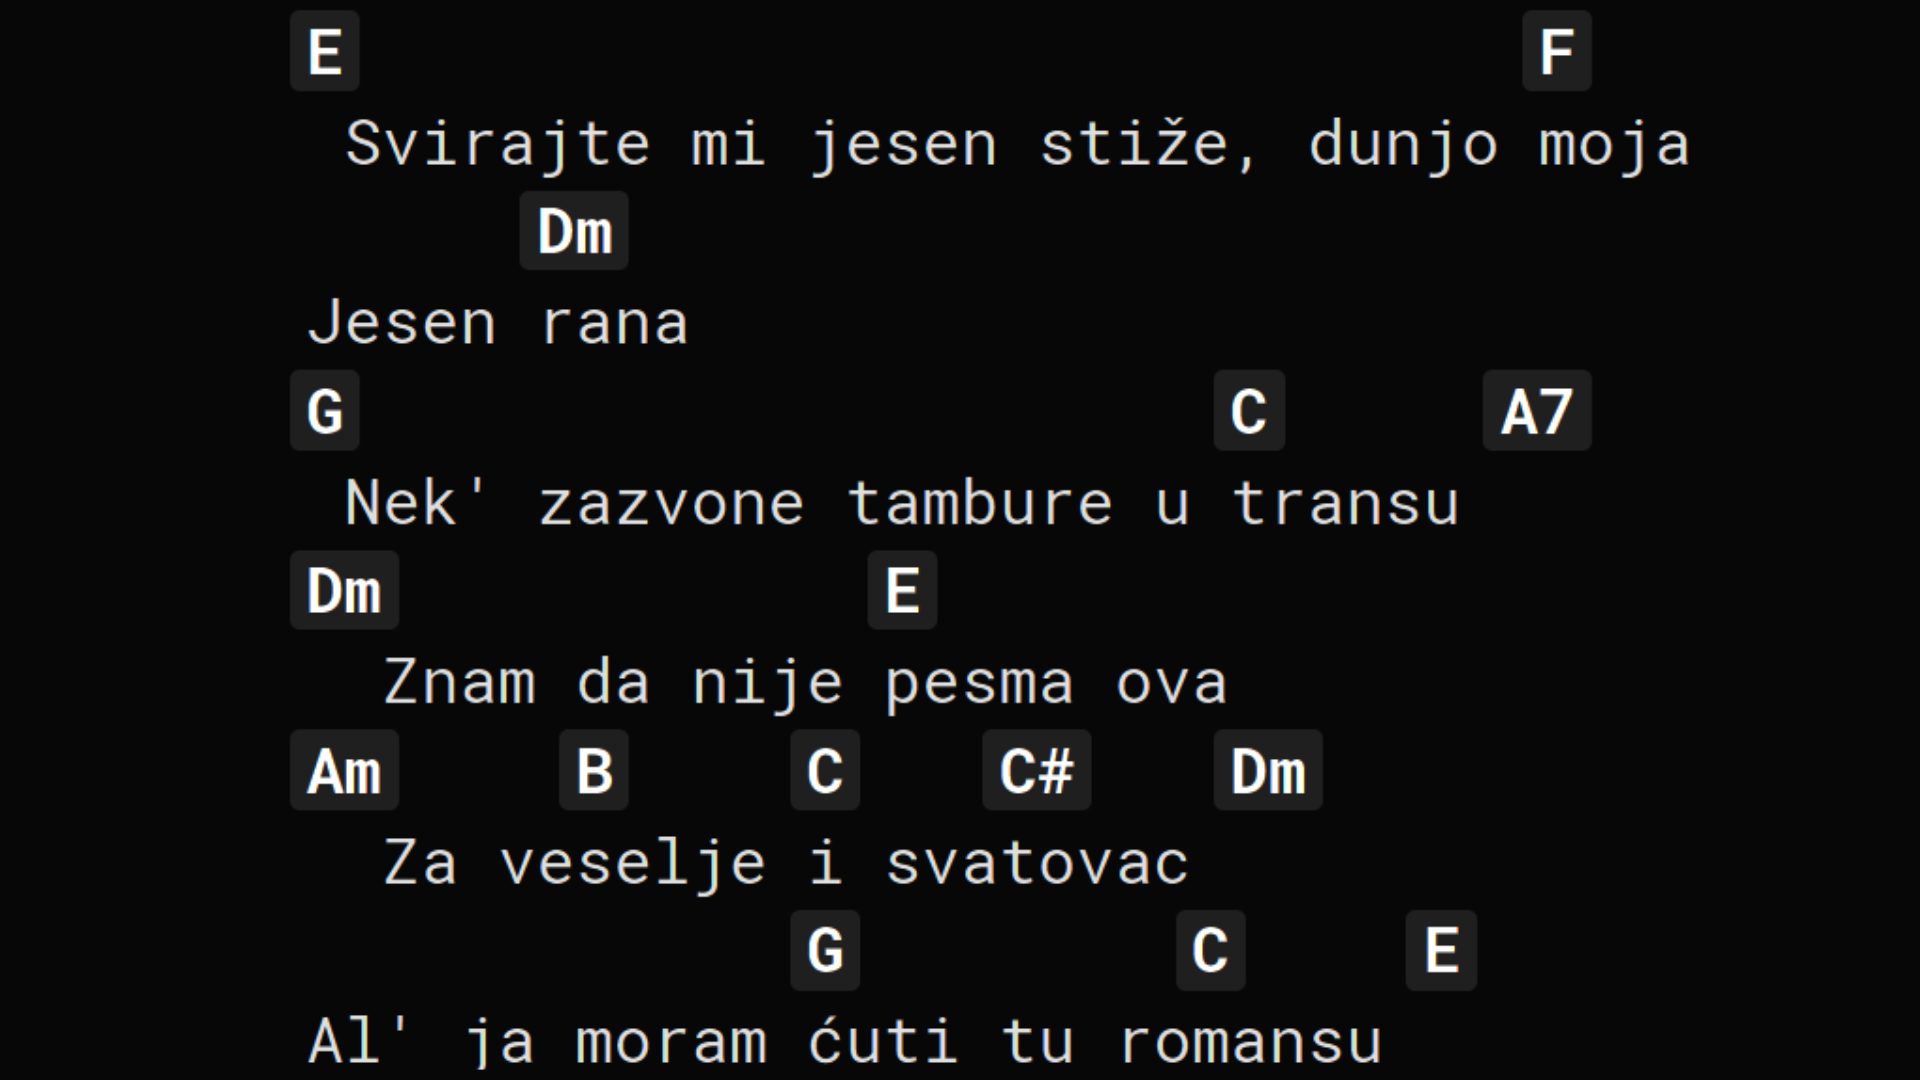 E F
Svirajte mi jesen stiže, dunjo moja
Dm
Jesen rana
G C A7
Nek' zazvone tambure u transu
Dm E
Znam da nije pesma ova
Am B C C# Dm
Za veselje i svatovac
G C E
Al' ja moram ćuti tu romansu